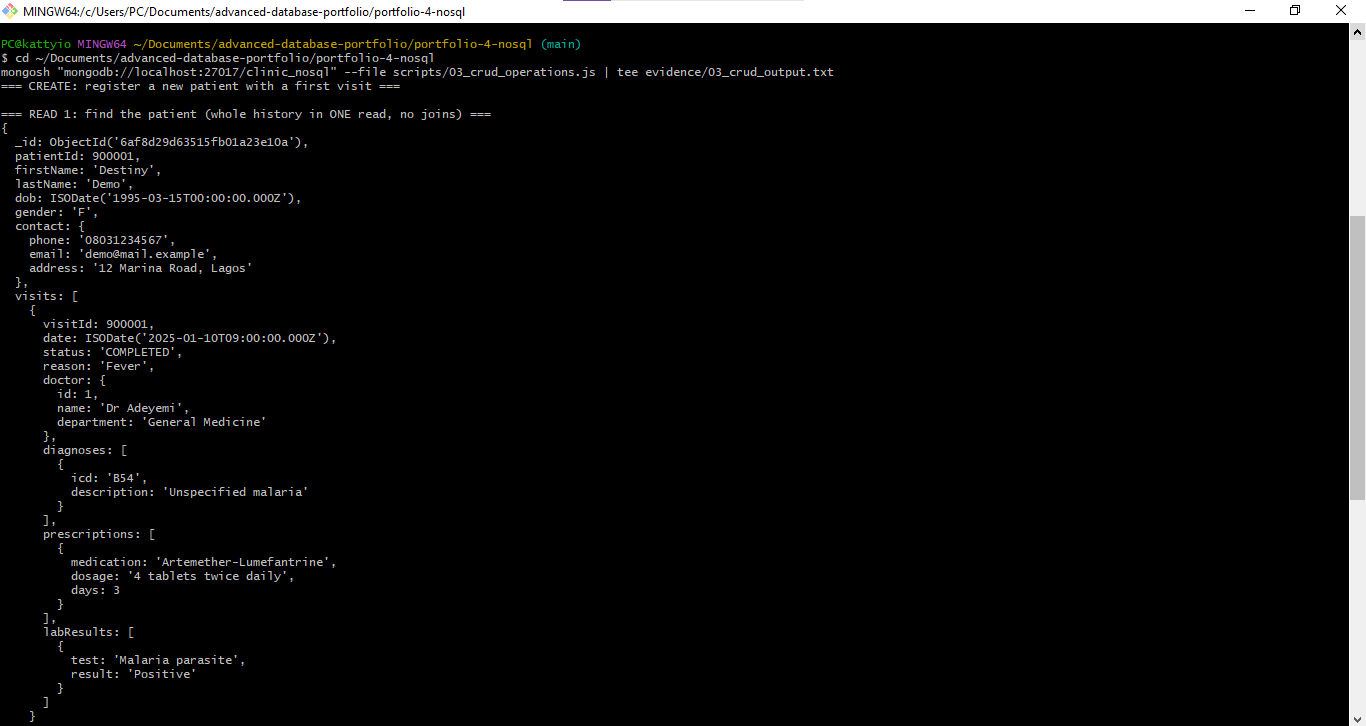 MINGW64:/c/Users/PC/Documents/advanced-database-portfolio/portfolio-4-nosql
PC@kattyio MINGW64 ~/Documents/advanced-database-portfolio/portfolio-4-nosql (main)
$ cd ~/Documents/advanced-database-portfolio/portfolio-4-nosql
mongosh "mongodb://localhost:27017/clinic_nosql" --file scripts/03_crud_operations.js | tee evidence/03_crud_output.txt
=== CREATE: register a new patient with a first visit ===
=== READ 1: find the patient (whole history in ONE read, no joins) ===
{
  _id: ObjectId('6af8d29d63515fb01a23e10a'),
  patientId: 900001,
  firstName: 'Destiny',
  lastName: 'Demo',
  dob: ISODate('1995-03-15T00:00:00.000Z'),
  gender: 'F',
  contact: {
    phone: '08031234567',
    email: 'demo@mail.example',
    address: '12 Marina Road, Lagos'
  },
  visits: [
    {
      visitId: 900001,
      date: ISODate('2025-01-10T09:00:00.000Z'),
      status: 'COMPLETED',
      reason: 'Fever',
      doctor: {
        id: 1,
        name: 'Dr Adeyemi',
        department: 'General Medicine'
      },
      diagnoses: [
        {
          icd: 'B54',
          description: 'Unspecified malaria'
        }
      ],
      prescriptions: [
        {
          medication: 'Artemether-Lumefantrine',
          dosage: '4 tablets twice daily',
          days: 3
        }
      ],
      labResults: [
        {
          test: 'Malaria parasite',
          result: 'Positive'
        }
      ]
    }